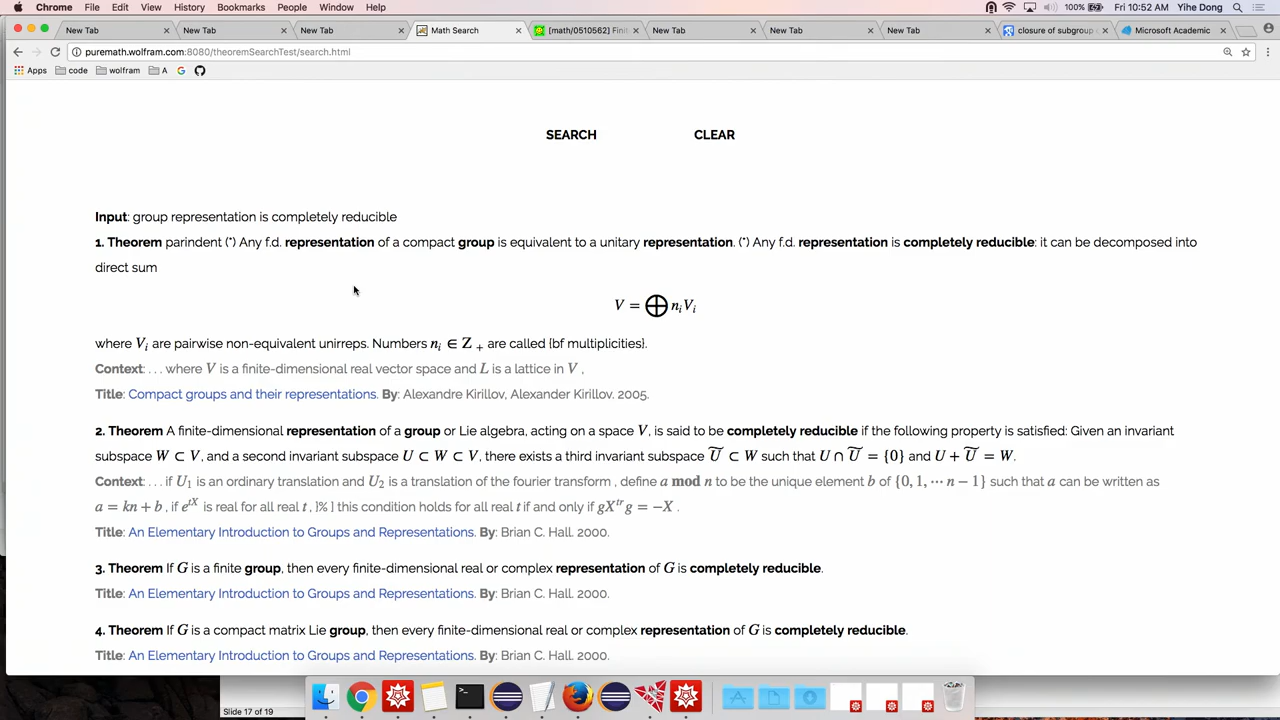 Chrome File Edit View History Bookmarks People Window Help 100% Fri 10:52 AM Yihe Dong
New Tab New Tab New Tab Math Search [math/0510562] Fini New Tab New Tab New Tab closure of subgroup Microsoft Academic
puremath.wolfram.com:8080/theoremSearchTest/search.html
Apps code wolfram A
SEARCH CLEAR
Input: group representation is completely reducible
1. Theorem parindent (*) Any f.d. representation of a compact group is equivalent to a unitary representation. (*) Any f.d. representation is completely reducible: it can be decomposed into
direct sum
V = ⨁ nᵢVᵢ
where Vᵢ are pairwise non-equivalent unirreps. Numbers nᵢ ∈ Z₊ are called {bf multiplicities}.
Context: . . . where V is a finite-dimensional real vector space and L is a lattice in V ,
Title: Compact groups and their representations. By: Alexandre Kirillov, Alexander Kirillov. 2005.
2. Theorem A finite-dimensional representation of a group or Lie algebra, acting on a space V, is said to be completely reducible if the following property is satisfied: Given an invariant
subspace W ⊂ V, and a second invariant subspace U ⊂ W ⊂ V, there exists a third invariant subspace Ũ ⊂ W such that U ∩ Ũ = {0} and U + Ũ = W.
Context: . . . if U₁ is an ordinary translation and U₂ is a translation of the fourier transform , define a mod n to be the unique element b of {0, 1, ⋯ n − 1} such that a can be written as
a = kn + b , if e^{tX} is real for all real t , ]% ] this condition holds for all real t if and only if gX^{tr}g = −X .
Title: An Elementary Introduction to Groups and Representations. By: Brian C. Hall. 2000.
3. Theorem If G is a finite group, then every finite-dimensional real or complex representation of G is completely reducible.
Title: An Elementary Introduction to Groups and Representations. By: Brian C. Hall. 2000.
4. Theorem If G is a compact matrix Lie group, then every finite-dimensional real or complex representation of G is completely reducible.
Title: An Elementary Introduction to Groups and Representations. By: Brian C. Hall. 2000.
Slide 17 of 19